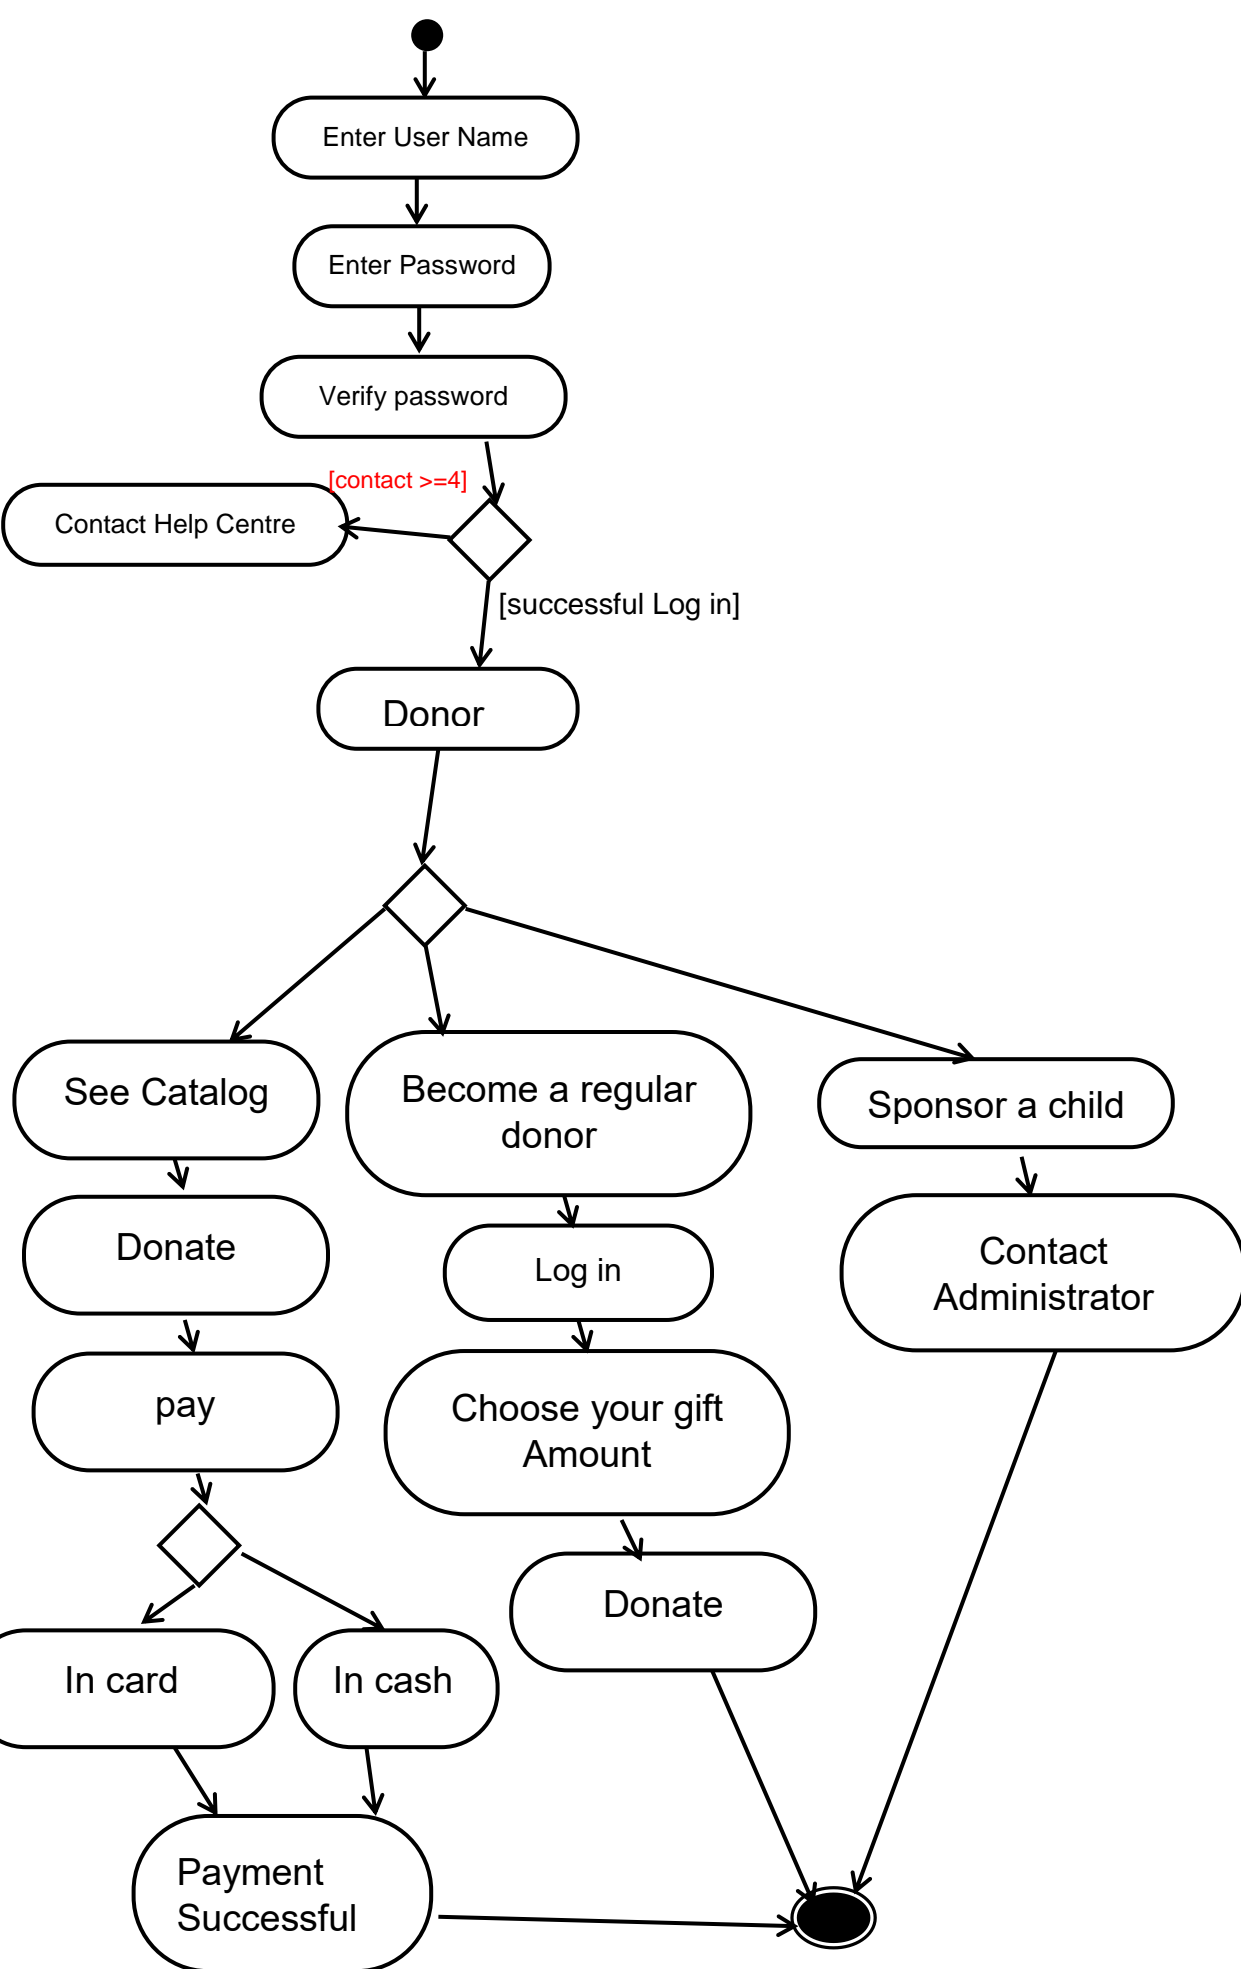 Enter User Name
Enter Password
Verify password
[contact >=4]
Contact Help Centre
[successful Log in]
Donor
See Catalog
Become a regular
donor
Sponsor a child
Donate
Log in
Contact
Administrator
pay
Choose your gift
Amount
Donate
In card
In cash
Payment
Successful